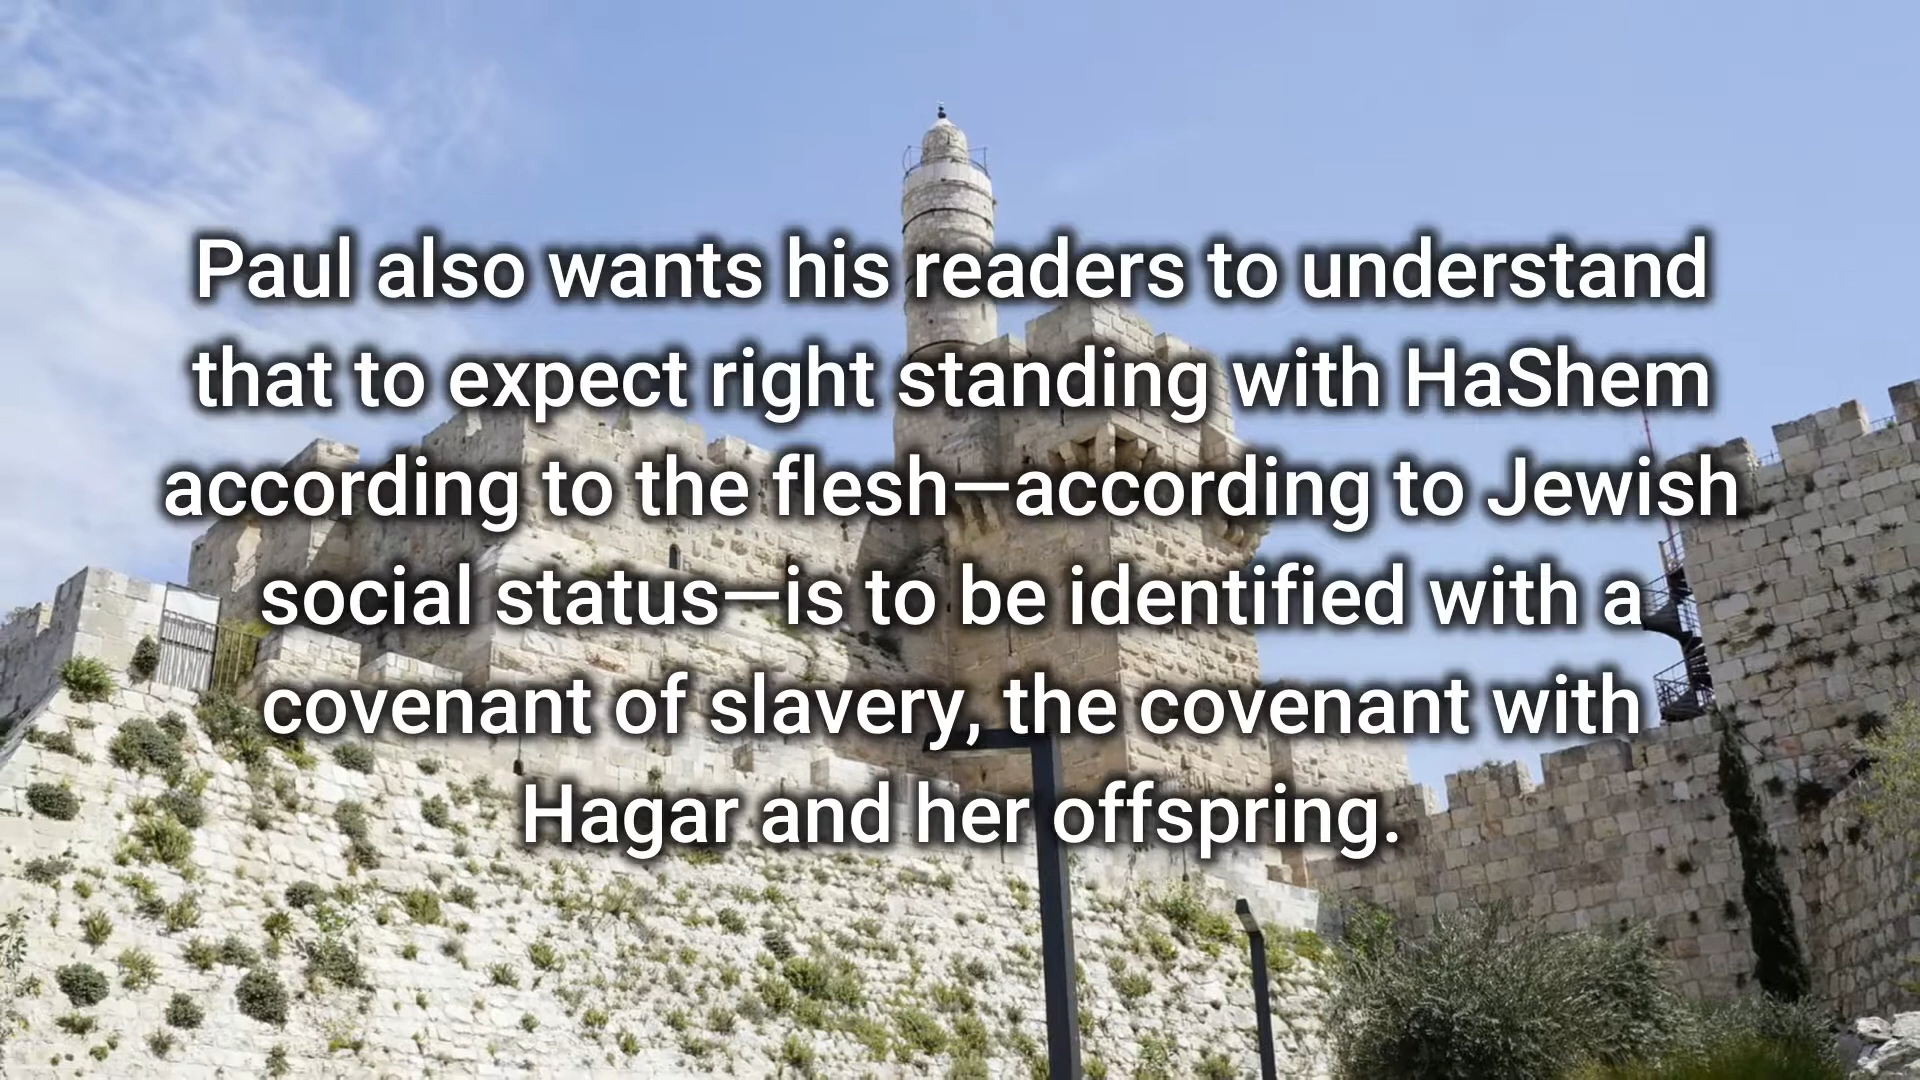 Paul also wants his readers to understand
that to expect right standing with HaShem
according to the flesh—according to Jewish
social status—is to be identified with a
covenant of slavery, the covenant with
Hagar and her offspring.